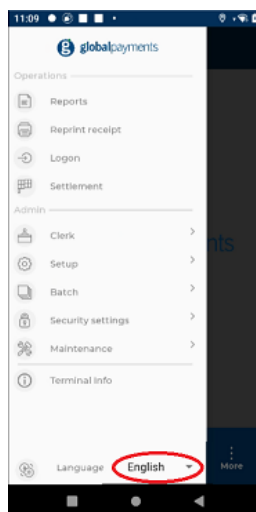 11:09
globalpayments
Operations
Reports
Reprint receipt
Logon
Settlement
Admin
Clerk
Setup
Batch
Security settings
Maintenance
Terminal Info
Language English
More
nts